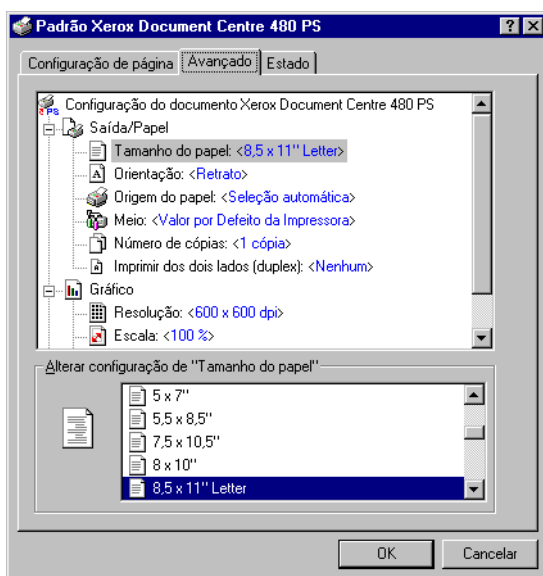 Padrão Xerox Document Centre 480 PS
Configuração de página Avançado Estado
Configuração do documento Xerox Document Centre 480 PS
Saída/Papel
Tamanho do papel: <8,5 x 11" Letter>
Orientação: <Retrato>
Origem do papel: <Seleção automática>
Meio: <Valor por Defeito da Impressora>
Número de cópias: <1 cópia>
Imprimir dos dois lados (duplex): <Nenhum>
Gráfico
Resolução: <600 x 600 dpi>
Escala: <100 %>
Alterar configuração de "Tamanho do papel"
5 x 7"
5,5 x 8,5"
7,5 x 10,5"
8 x 10"
8,5 x 11" Letter
OK Cancelar